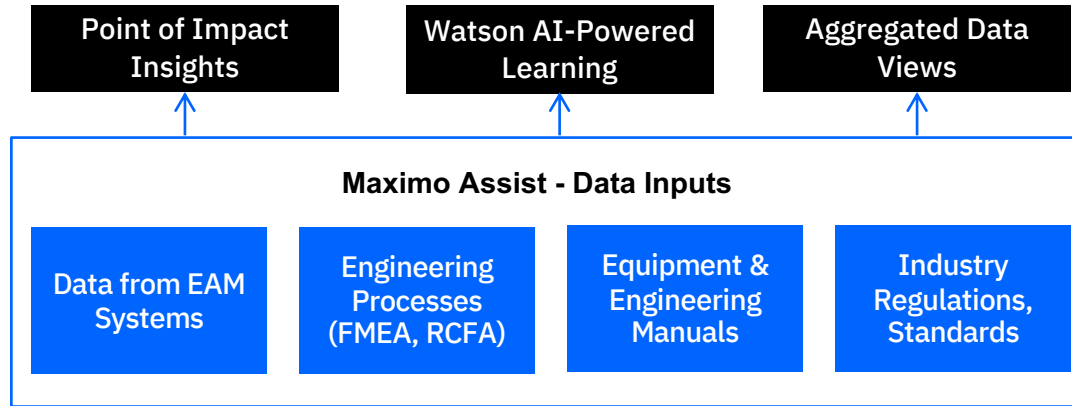 Point of Impact
Insights
Watson AI-Powered
Learning
Aggregated Data
Views
Maximo Assist - Data Inputs
Data from EAM
Systems
Engineering
Processes
(FMEA, RCFA)
Equipment &
Engineering
Manuals
Industry
Regulations,
Standards